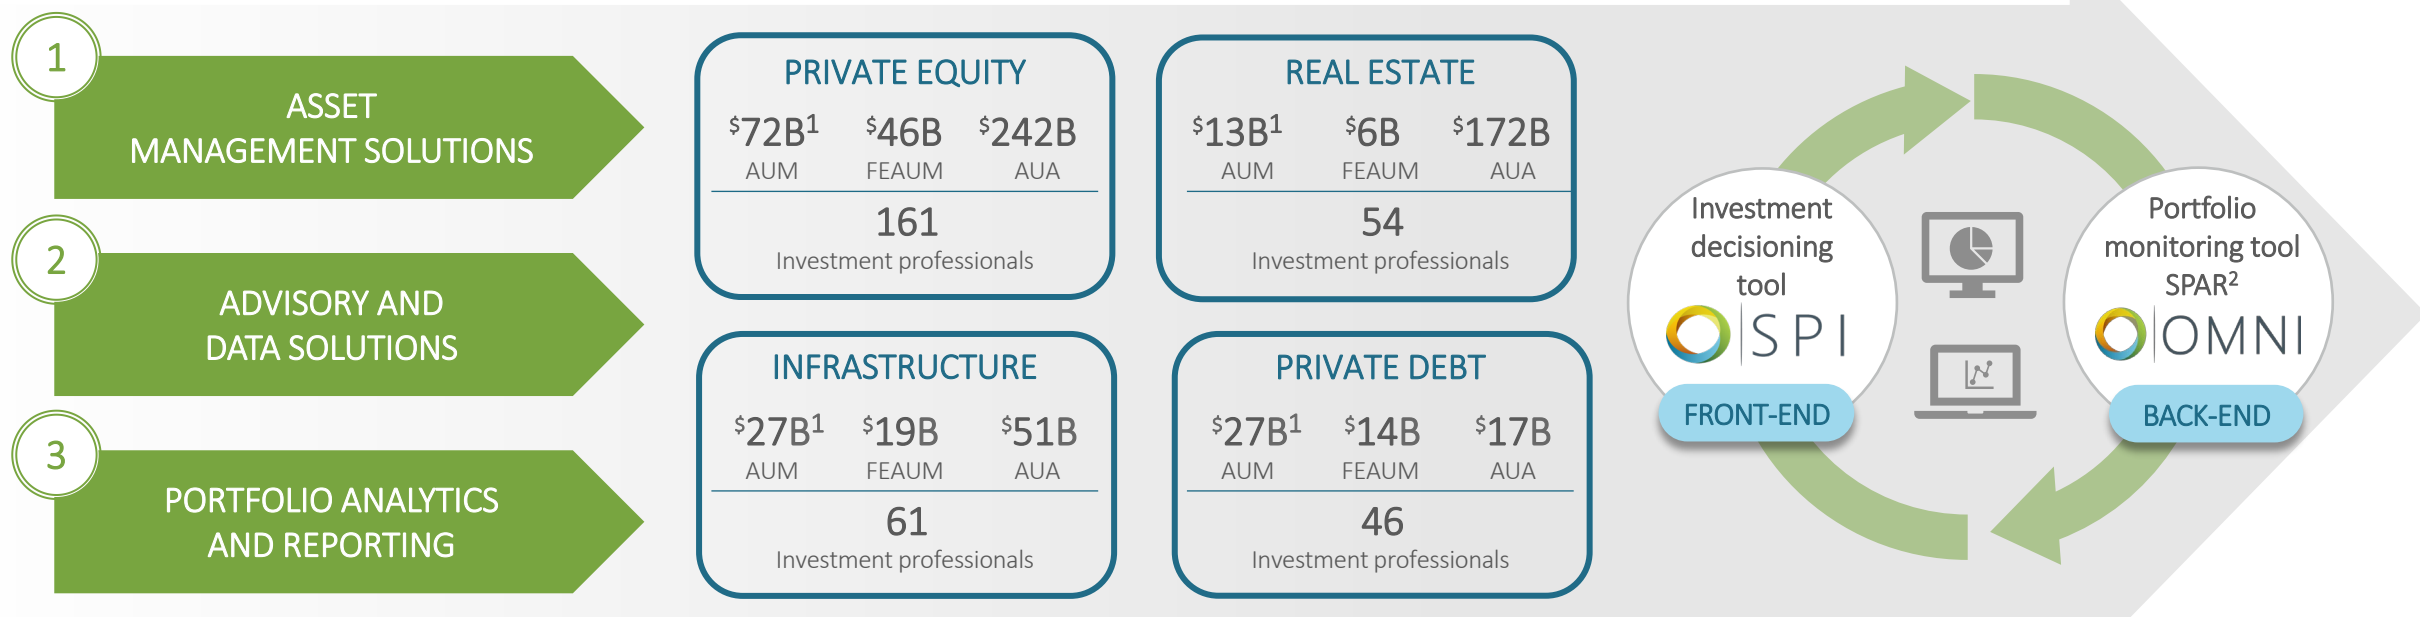 1
ASSET
MANAGEMENT SOLUTIONS
2
ADVISORY AND
DATA SOLUTIONS
3
PORTFOLIO ANALYTICS
AND REPORTING
PRIVATE EQUITY
$72B¹ $46B $242B
AUM FEAUM AUA
161
Investment professionals
REAL ESTATE
$13B¹ $6B $172B
AUM FEAUM AUA
54
Investment professionals
INFRASTRUCTURE
$27B¹ $19B $51B
AUM FEAUM AUA
61
Investment professionals
PRIVATE DEBT
$27B¹ $14B $17B
AUM FEAUM AUA
46
Investment professionals
Investment
decisioning
tool
SPI
FRONT-END
Portfolio
monitoring tool
SPAR²
OMNI
BACK-END